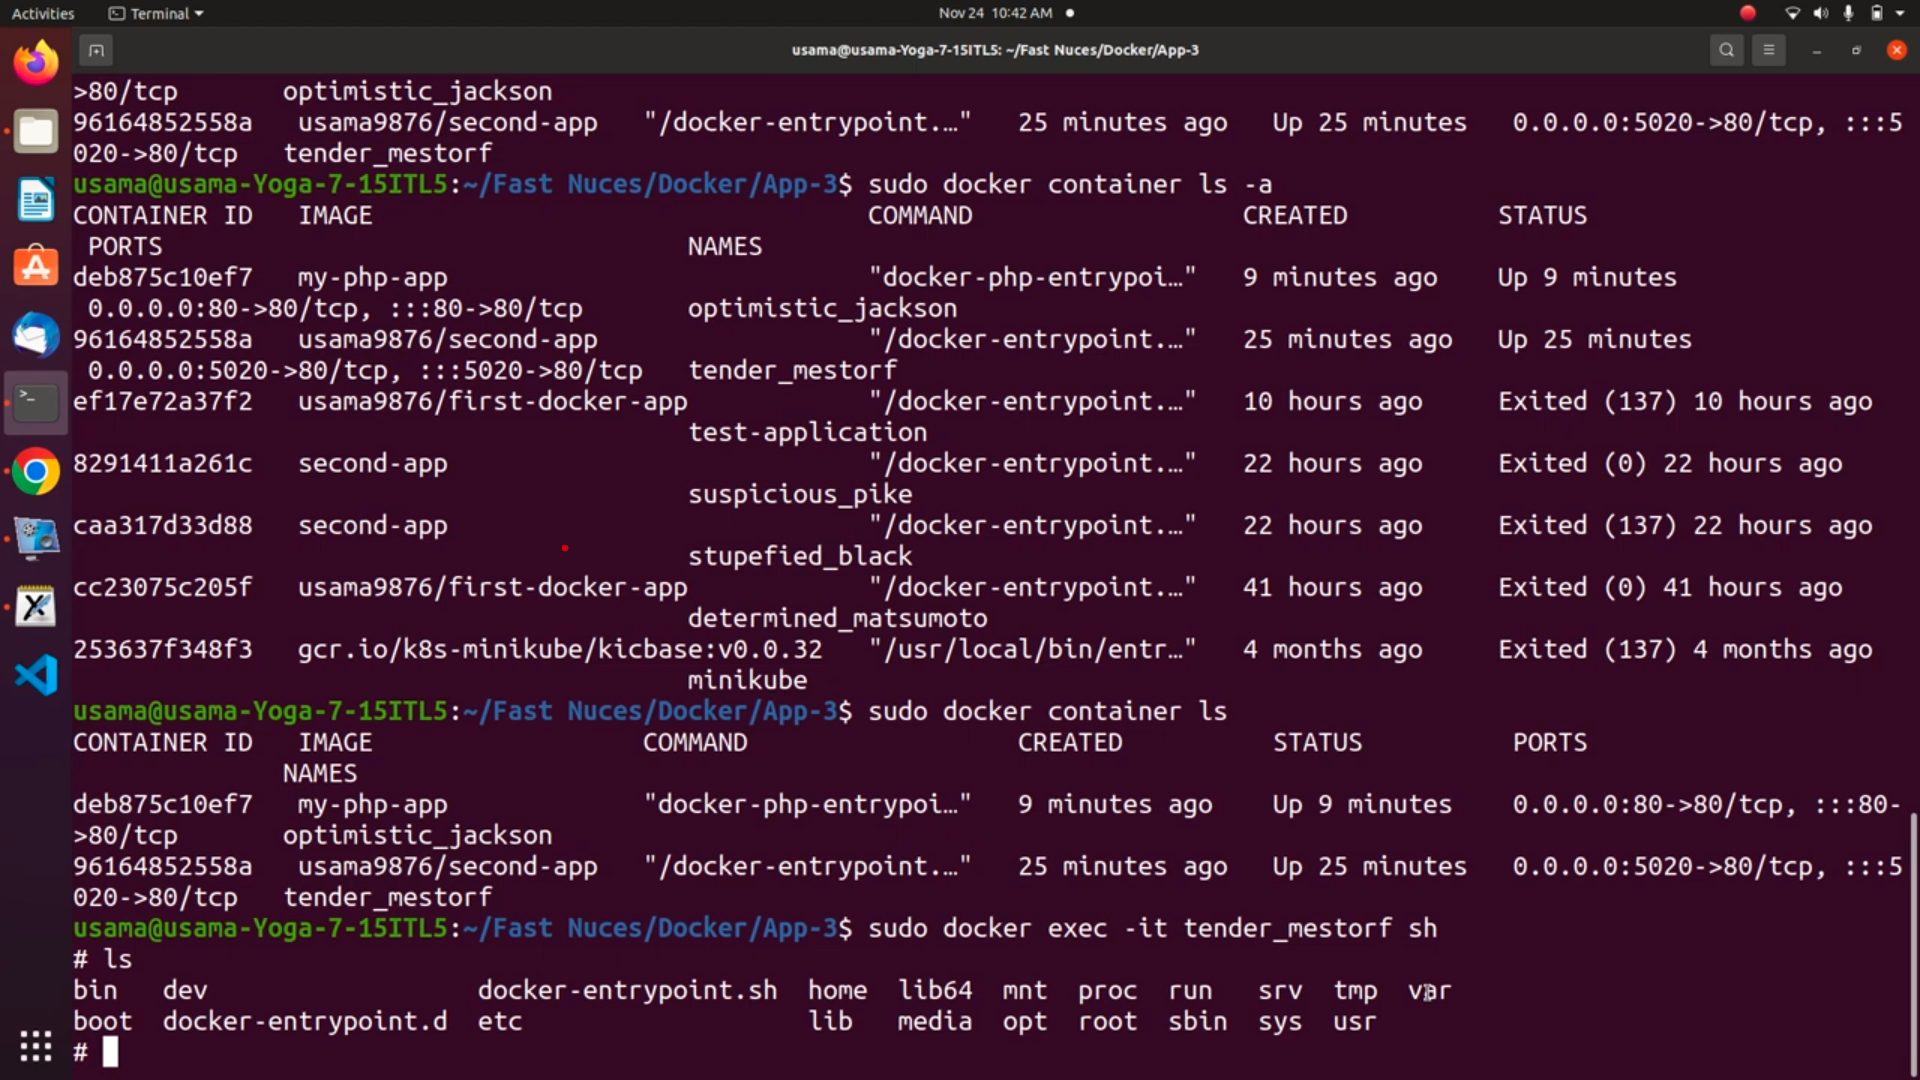 Activities Terminal Nov 24 10:42 AM
usama@usama-Yoga-7-15ITL5: ~/Fast Nuces/Docker/App-3
>80/tcp optimistic_jackson
96164852558a usama9876/second-app "/docker-entrypoint.…" 25 minutes ago Up 25 minutes 0.0.0.0:5020->80/tcp, :::5
020->80/tcp tender_mestorf
usama@usama-Yoga-7-15ITL5:~/Fast Nuces/Docker/App-3$ sudo docker container ls -a
CONTAINER ID IMAGE COMMAND CREATED STATUS
PORTS NAMES
deb875c10ef7 my-php-app "docker-php-entrypoi…" 9 minutes ago Up 9 minutes
0.0.0.0:80->80/tcp, :::80->80/tcp optimistic_jackson
96164852558a usama9876/second-app "/docker-entrypoint.…" 25 minutes ago Up 25 minutes
0.0.0.0:5020->80/tcp, :::5020->80/tcp tender_mestorf
ef17e72a37f2 usama9876/first-docker-app "/docker-entrypoint.…" 10 hours ago Exited (137) 10 hours ago
test-application
8291411a261c second-app "/docker-entrypoint.…" 22 hours ago Exited (0) 22 hours ago
suspicious_pike
caa317d33d88 second-app "/docker-entrypoint.…" 22 hours ago Exited (137) 22 hours ago
stupefied_black
cc23075c205f usama9876/first-docker-app "/docker-entrypoint.…" 41 hours ago Exited (0) 41 hours ago
determined_matsumoto
253637f348f3 gcr.io/k8s-minikube/kicbase:v0.0.32 "/usr/local/bin/entr…" 4 months ago Exited (137) 4 months ago
minikube
usama@usama-Yoga-7-15ITL5:~/Fast Nuces/Docker/App-3$ sudo docker container ls
CONTAINER ID IMAGE COMMAND CREATED STATUS PORTS
NAMES
deb875c10ef7 my-php-app "docker-php-entrypoi…" 9 minutes ago Up 9 minutes 0.0.0.0:80->80/tcp, :::80-
>80/tcp optimistic_jackson
96164852558a usama9876/second-app "/docker-entrypoint.…" 25 minutes ago Up 25 minutes 0.0.0.0:5020->80/tcp, :::5
020->80/tcp tender_mestorf
usama@usama-Yoga-7-15ITL5:~/Fast Nuces/Docker/App-3$ sudo docker exec -it tender_mestorf sh
# ls
bin dev docker-entrypoint.sh home lib64 mnt proc run srv tmp var
boot docker-entrypoint.d etc lib media opt root sbin sys usr
#